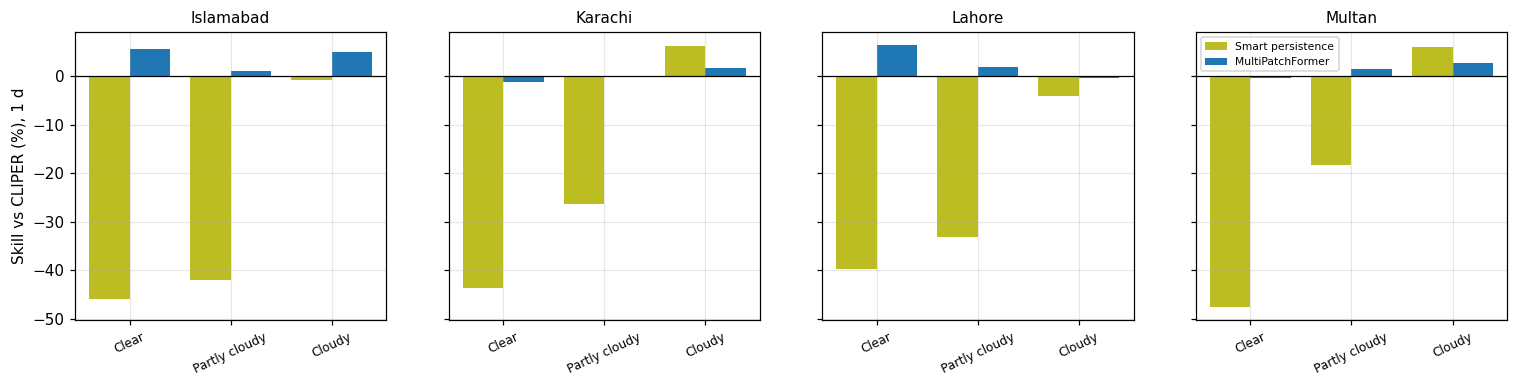 Islamabad
Karachi
Lahore
Multan
Skill vs CLIPER (%), 1 d
0
−10
−20
−30
−40
−50
Smart persistence
MultiPatchFormer
Clear
Partly cloudy
Cloudy
Clear
Partly cloudy
Cloudy
Clear
Partly cloudy
Cloudy
Clear
Partly cloudy
Cloudy